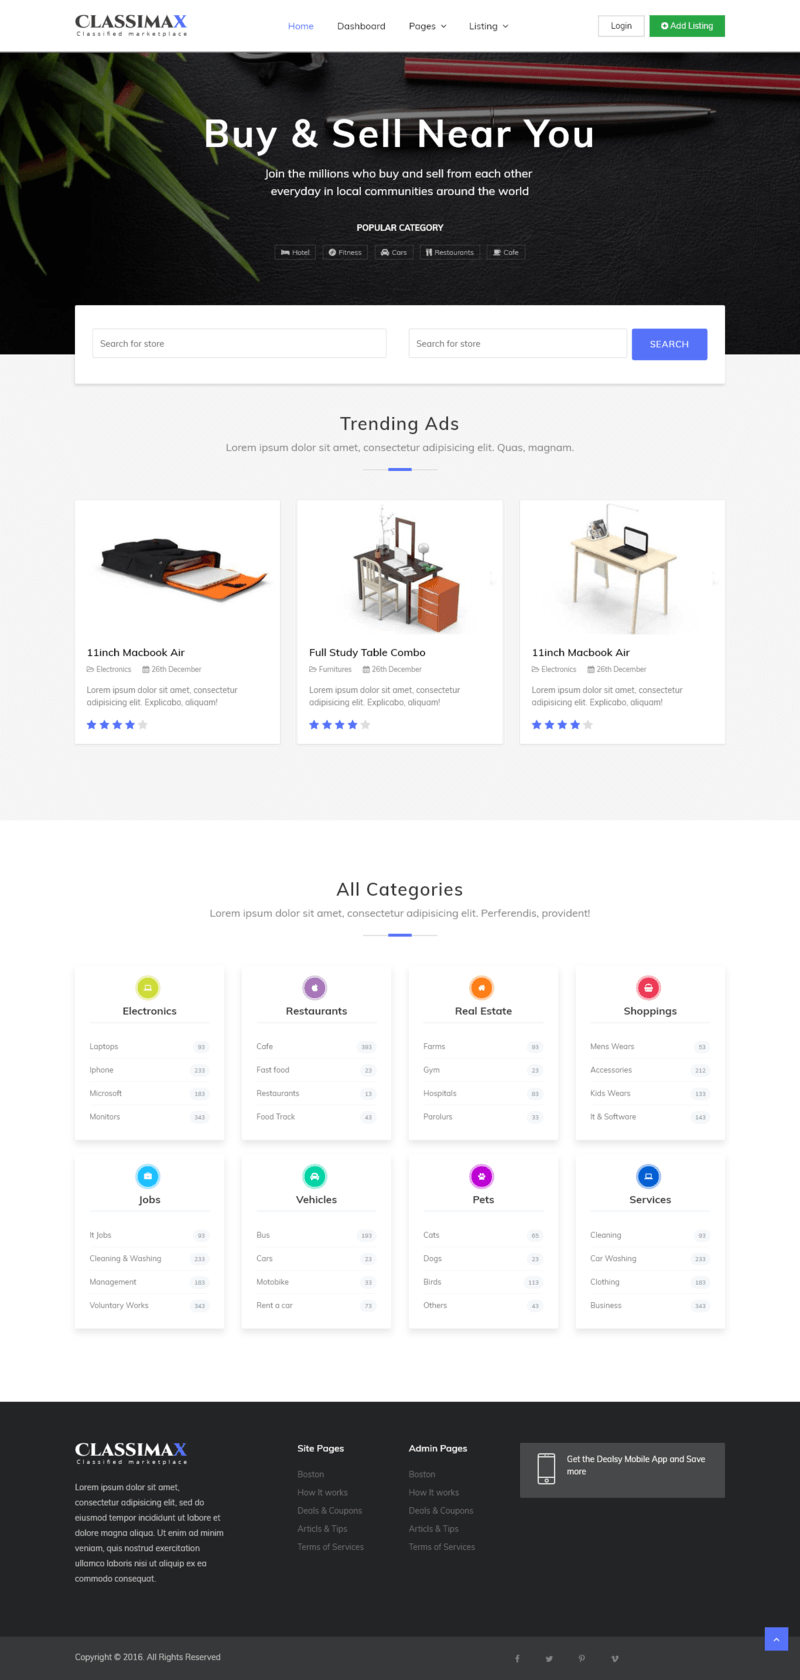 CLASSIMAX
Classified marketplace
Home
Dashboard
Pages
Listing
Login
Add Listing
Buy & Sell Near You
Join the millions who buy and sell from each other
everyday in local communities around the world
POPULAR CATEGORY
Hotel
Fitness
Cars
Restaurants
Cafe
Search for store
Search for store
SEARCH
Trending Ads
Lorem ipsum dolor sit amet, consectetur adipisicing elit. Quas, magnam.
11inch Macbook Air
Electronics
26th December
Lorem ipsum dolor sit amet, consectetur
adipisicing elit. Explicabo, aliquam!
Full Study Table Combo
Furnitures
26th December
Lorem ipsum dolor sit amet, consectetur
adipisicing elit. Explicabo, aliquam!
11inch Macbook Air
Electronics
26th December
Lorem ipsum dolor sit amet, consectetur
adipisicing elit. Explicabo, aliquam!
All Categories
Lorem ipsum dolor sit amet, consectetur adipisicing elit. Perferendis, provident!
Electronics
Laptops 93
Iphone 233
Microsoft 183
Monitors 343
Restaurants
Cafe 393
Fast food 23
Restaurants 13
Food Track 43
Real Estate
Farms 93
Gym 23
Hospitals 83
Parolurs 33
Shoppings
Mens Wears 53
Accessories 212
Kids Wears 133
It & Software 143
Jobs
It Jobs 93
Cleaning & Washing 233
Management 183
Voluntary Works 343
Vehicles
Bus 193
Cars 23
Motobike 33
Rent a car 73
Pets
Cats 65
Dogs 23
Birds 113
Others 43
Services
Cleaning 93
Car Washing 233
Clothing 183
Business 343
CLASSIMAX
Classified marketplace
Lorem ipsum dolor sit amet,
consectetur adipisicing elit, sed do
eiusmod tempor incididunt ut labore et
dolore magna aliqua. Ut enim ad minim
veniam, quis nostrud exercitation
ullamco laboris nisi ut aliquip ex ea
commodo consequat.
Site Pages
Boston
How It works
Deals & Coupons
Articls & Tips
Terms of Services
Admin Pages
Boston
How It works
Deals & Coupons
Articls & Tips
Terms of Services
Get the Dealsy Mobile App and Save
more
Copyright © 2016. All Rights Reserved